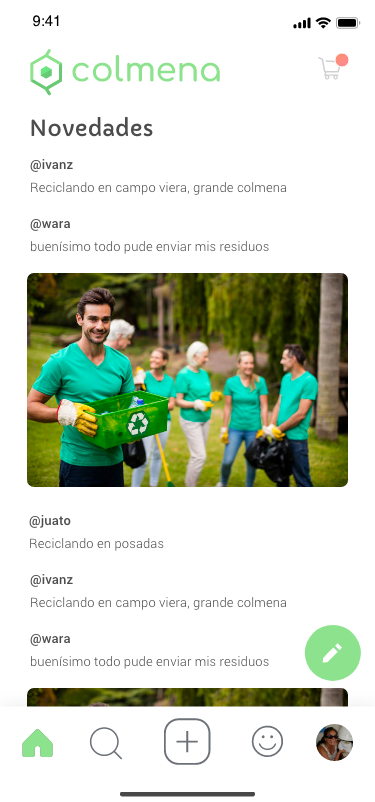 9:41
colmena
Novedades
@ivanz
Reciclando en campo viera, grande colmena
@wara
buenísimo todo pude enviar mis residuos
@juato
Reciclando en posadas
@ivanz
Reciclando en campo viera, grande colmena
@wara
buenísimo todo pude enviar mis residuos